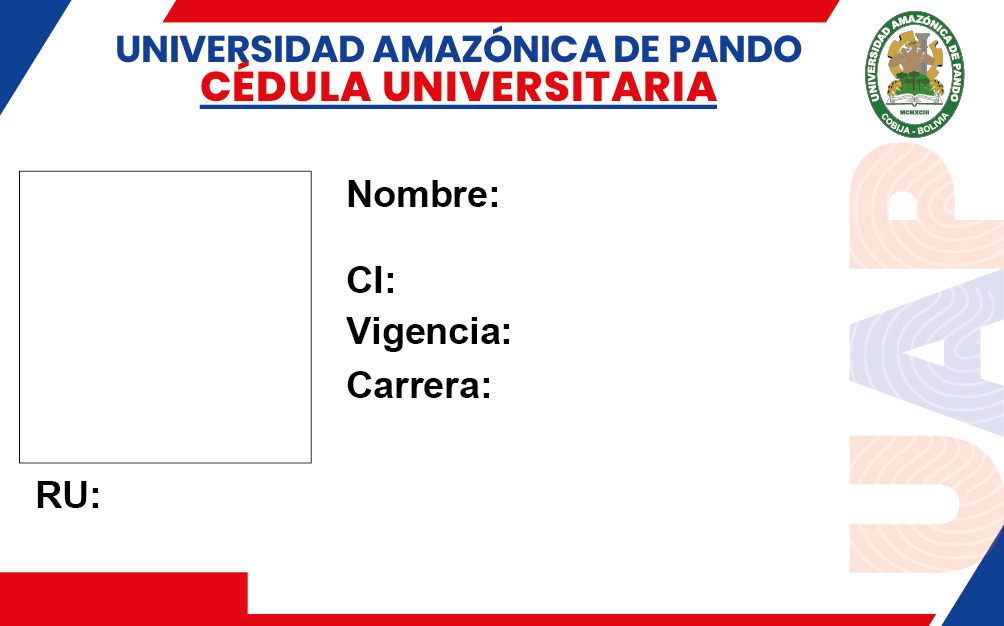 UNIVERSIDAD AMAZÓNICA DE PANDO
CÉDULA UNIVERSITARIA
UNIVERSIDAD AMAZÓNICA DE PANDO
MCMXCIII
COBIJA - BOLIVIA
Nombre:
CI:
Vigencia:
Carrera:
RU:
UAP